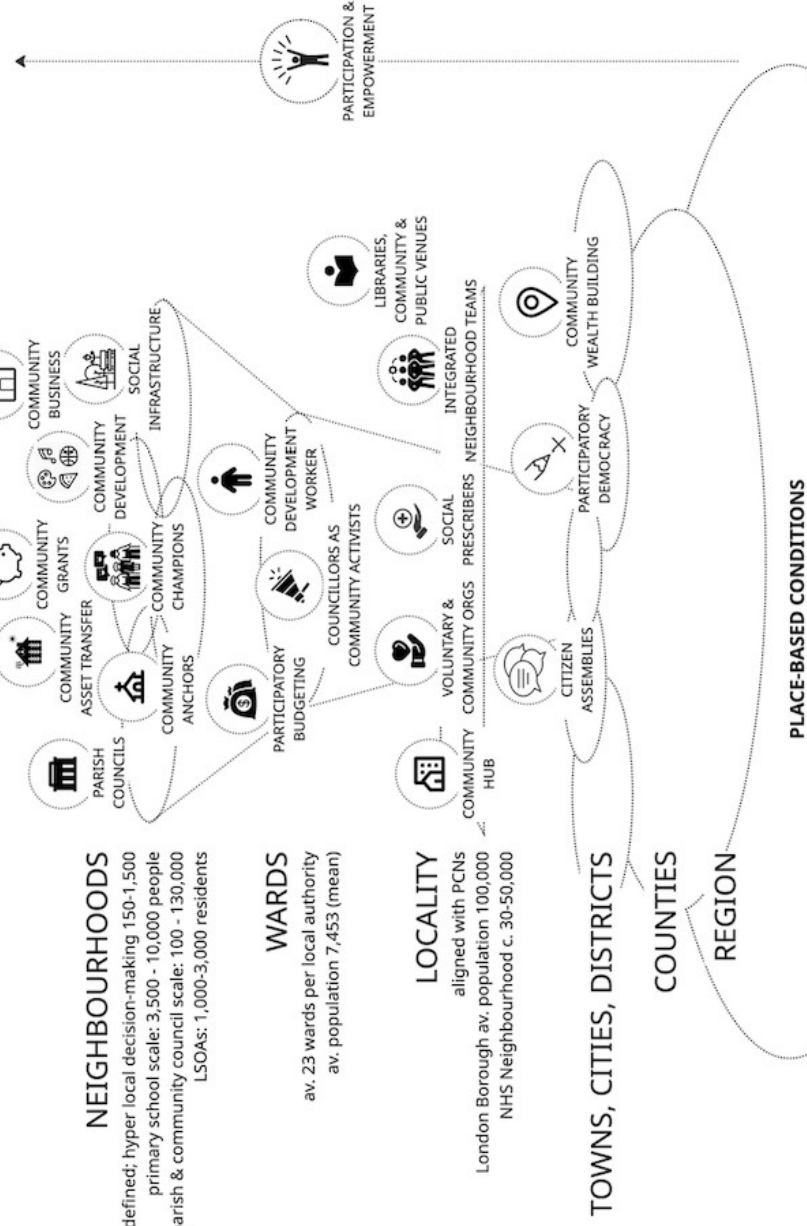 NEIGHBOURHOODS
defined; hyper local decision-making 150-1,500
primary school scale: 3,500 - 10,000 people
arish & community council scale: 100 - 130,000
LSOAs: 1,000-3,000 residents
PARISH
COUNCILS
COMMUNITY
ASSET TRANSFER
COMMUNITY
GRANTS
COMMUNITY
BUSINESS
COMMUNITY
ANCHORS
COMMUNITY
CHAMPIONS
COMMUNITY
DEVELOPMENT
SOCIAL
INFRASTRUCTURE
WARDS
av. 23 wards per local authority
av. population 7,453 (mean)
PARTICIPATORY
BUDGETING
COUNCILLORS AS
COMMUNITY ACTIVISTS
COMMUNITY
DEVELOPMENT
WORKER
PARTICIPATION &
EMPOWERMENT
LOCALITY
aligned with PCNs
London Borough av. population 100,000
NHS Neighbourhood c. 30-50,000
COMMUNITY
HUB
VOLUNTARY &
COMMUNITY ORGS
SOCIAL
PRESCRIBERS
INTEGRATED
NEIGHBOURHOOD TEAMS
LIBRARIES,
COMMUNITY &
PUBLIC VENUES
TOWNS, CITIES, DISTRICTS
CITIZEN
ASSEMBLIES
PARTICIPATORY
DEMOCRACY
COMMUNITY
WEALTH BUILDING
COUNTIES
REGION
PLACE-BASED CONDITIONS